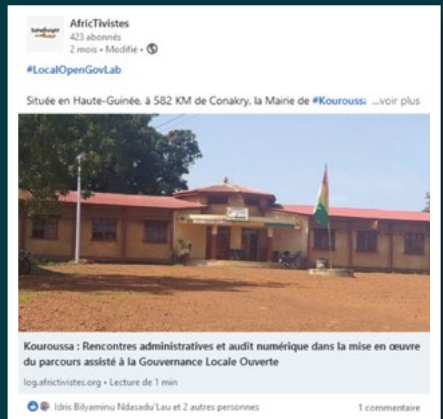 AfricTivistes
423 abonnés
2 mois • Modifié •
#LocalOpenGovLab
Située en Haute-Guinée, à 582 KM de Conakry, la Mairie de #Kouroussa ...voir plus
Kouroussa : Rencontres administratives et audit numérique dans la mise en œuvre
du parcours assisté à la Gouvernance Locale Ouverte
log.africtivistes.org • Lecture de 1 min
Idris Bilyaminu Ndasadu'Lau et 2 autres personnes
1 commentaire